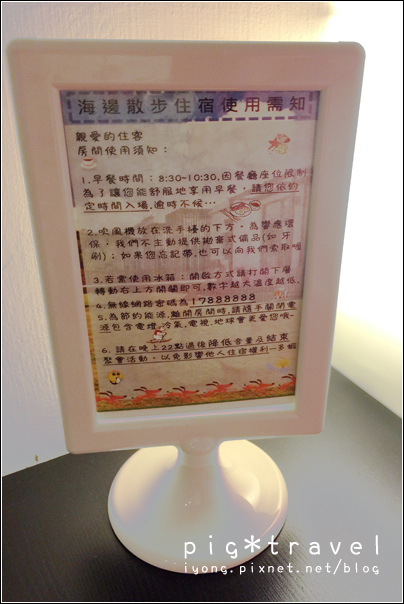 海邊散步住宿使用需知
親愛的住客
房間使用須知：
1.早餐時間：8:30-10:30,因餐廳座位限制
為了讓您能舒服地享用早餐，請您依約
定時間入場,逾時不候…
2.吹風機放在洗手檯的下方，為響應環
保，我們不主動提供拋棄式備品(如牙
刷)；如果您忘記帶,也可以向我們索取喔
3.若需使用冰箱：開啟方式請打開下層
轉動右上方開關即可,數字越大溫度越低.
4.無線網路密碼為17888888
5.為節約能源,離開房間時,請隨手關閉電
源包含電燈,冷氣,電視.地球會更愛您哦~
6.請在晚上22點過後降低音量及結束
聚會活動，以免影響他人住宿權利~多謝
pig*travel
iyong.pixnet.net/blog